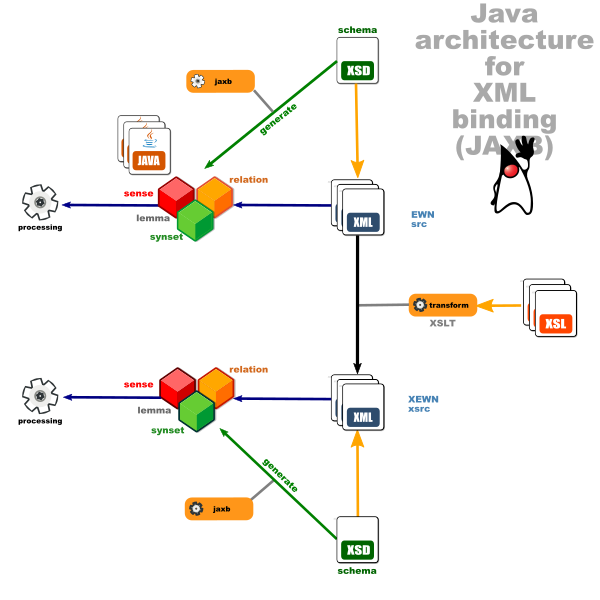 Java
architecture
for
XML
binding
(JAXB)
schema
XSD
jaxb
generate
JAVA
relation
sense
lemma
synset
processing
XML
EWN
src
transform
XSLT
XSL
relation
sense
lemma
synset
processing
XML
XEWN
xsrc
generate
jaxb
XSD
schema